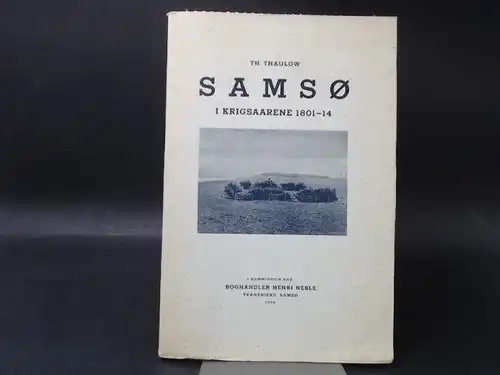 TH. THAULOW
SAMSØ
I KRIGSAARENE 1801-14
I KOMMISSION HOS
BOGHANDLER HENRI NEBLE
TRANEBJERG SAMSØ